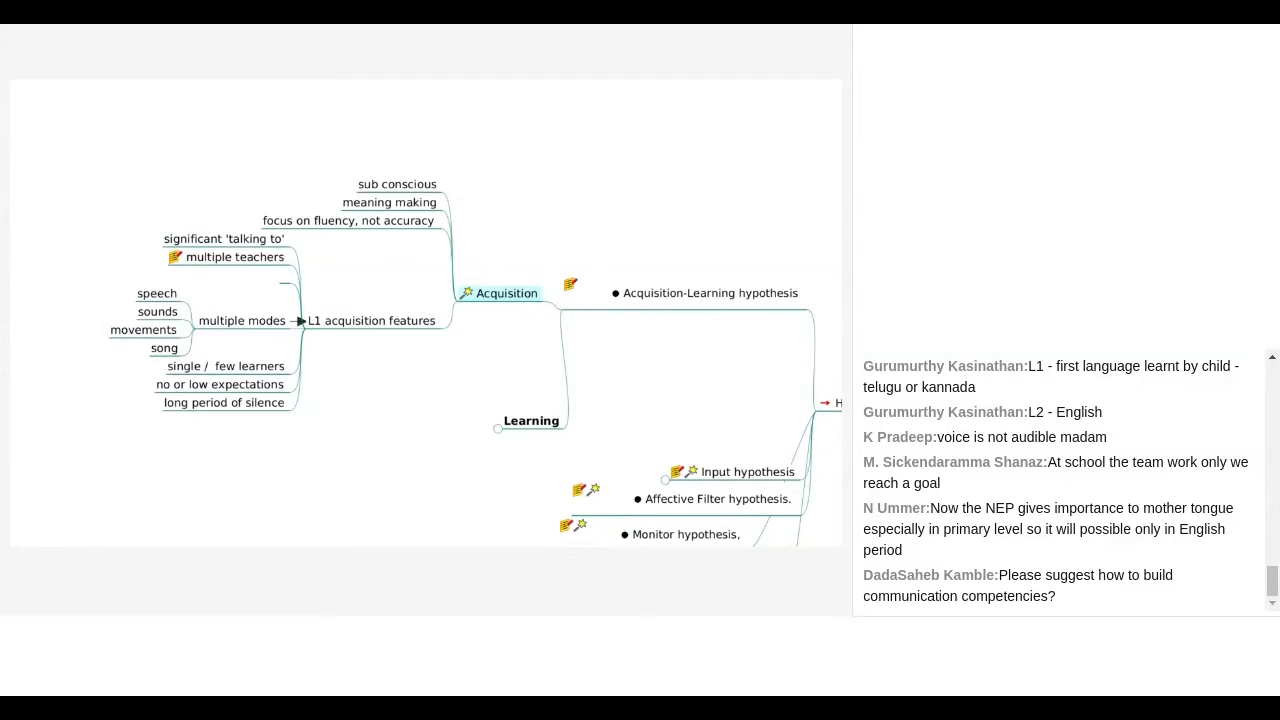 sub conscious
meaning making
focus on fluency, not accuracy
significant 'talking to'
multiple teachers
speech
sounds
multiple modes
movements
song
single / few learners
no or low expectations
long period of silence
L1 acquisition features
Acquisition
● Acquisition-Learning hypothesis
Learning
H
Input hypothesis
● Affective Filter hypothesis.
● Monitor hypothesis,
Gurumurthy Kasinathan:L1 - first language learnt by child -
telugu or kannada
Gurumurthy Kasinathan:L2 - English
K Pradeep:voice is not audible madam
M. Sickendaramma Shanaz:At school the team work only we
reach a goal
N Ummer:Now the NEP gives importance to mother tongue
especially in primary level so it will possible only in English
period
DadaSaheb Kamble:Please suggest how to build
communication competencies?